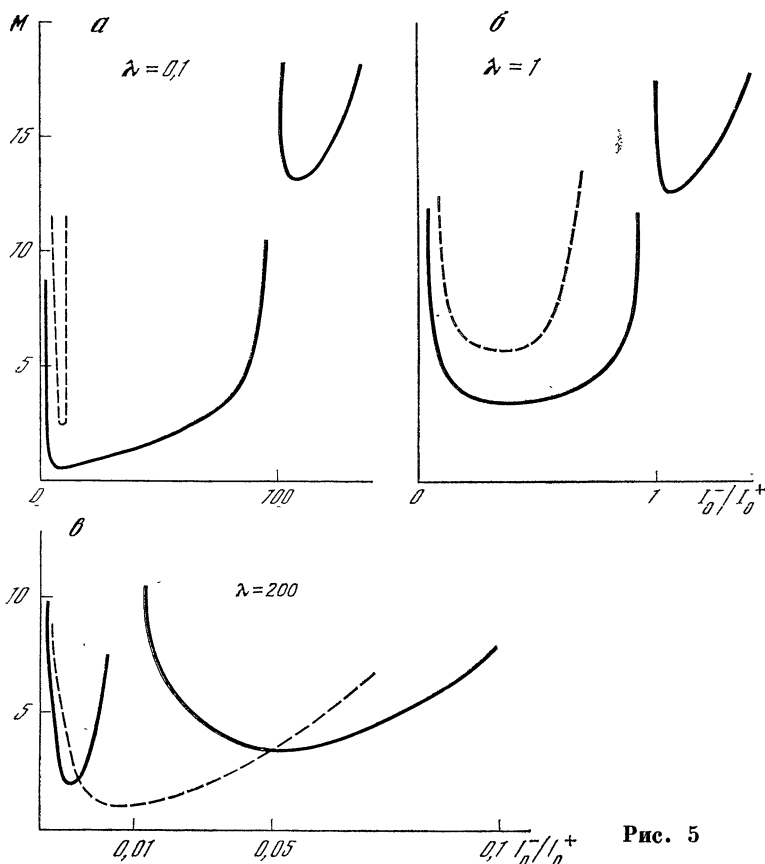 M
а
λ = 0,1
15
10
5
0
100
б
λ = 1
0
1
I₀⁻/I₀⁺
в
λ = 200
10
5
0,01
0,05
0,1
I₀⁻/I₀⁺
Рис. 5